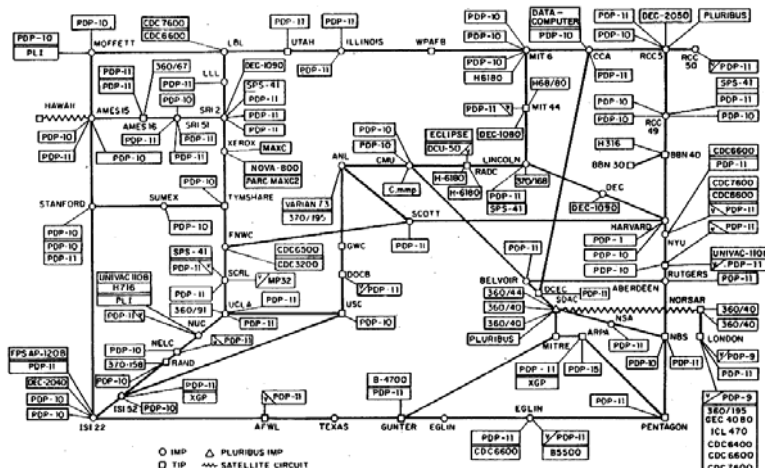 PDP-10
CDC7600
CDC6600
PDP-11
PDP-11
PDP-10
PDP-10
DATA-
COMPUTER
PDP-10
PDP-11
PDP-10
DEC-2050
PLURIBUS
PDP-10
PLI
MOFFETT
LBL
UTAH
ILLINOIS
WPAFB
MIT 6
CCA
RCC 5
RCC
50
PDP-11
PDP-11
PDP-10
H6180
LLL
DEC-1090
SPS-41
PDP-11
PDP-11
PDP-11
360/67
PDP-11
PDP-11
PDP-10
HAWAII
AMES 15
AMES 16
SRI 51
SRI 2
PDP-11
PDP-11
PDP-10
PDP-11
PDP-10
H68/80
PDP-11
MIT 44
DEC-1080
SPS-41
PDP-11
PDP-10
PDP-10
RCC
49
XEROX
MAXC
NOVA-800
PARC MAXC2
PDP-10
PDP-10
ECLIPSE
DCU-50
ANL
CMU
RADC
LINCOLN
C.mmp
H-6180
H-6180
370/168
PDP-11
SPS-41
H316
BBN 40
BBN 30
CDC6600
PDP-11
CDC7600
CDC6600
PDP-11
PDP-11
PDP-10
STANFORD
SUMEX
TYMSHARE
VARIAN 73
370/195
SCOTT
DEC
DEC-1090
HARVARD
NYU
PDP-10
PDP-10
PDP-11
PDP-10
FNWC
CDC6500
CDC3200
PDP-11
PDP-1
PDP-10
PDP-10
SPS-41
PDP-11
GWC
SCRL
MP32
DOCB
PDP-11
PDP-11
UNIVAC-1108
PDP-11
RUTGERS
PDP-11
UNIVAC 1108
H716
PLI
PDP-11
PDP-11
360/91
UCLA
PDP-11
USC
PDP-10
BELVOIR
DCEC
PDP-11
ABERDEEN
360/44
360/40
360/40
PLURIBUS
SDAC
NORSAR
360/40
360/40
NUC
PDP-11
PDP-11
NELC
PDP-10
370-158
RAND
NSA
MITRE
ARPA
PDP-11
NBS
LONDON
PDP-9
PDP-11
FPS AP-120B
PDP-11
DEC-2040
PDP-10
PDP-10
PDP-10
PDP-11
XGP
ISI 52
PDP-10
PDP-11
XGP
PDP-15
PDP-10
PDP-11
PDP-11
B-4700
PDP-11
PDP-11
ISI 22
AFWL
TEXAS
GUNTER
EGLIN
EGLIN
PENTAGON
PDP-11
CDC6600
PDP-11
B5500
PDP-9
360/195
GEC 4080
ICL 470
CDC6400
CDC6600
CDC7600
IMP
PLURIBUS IMP
TIP
SATELLITE CIRCUIT